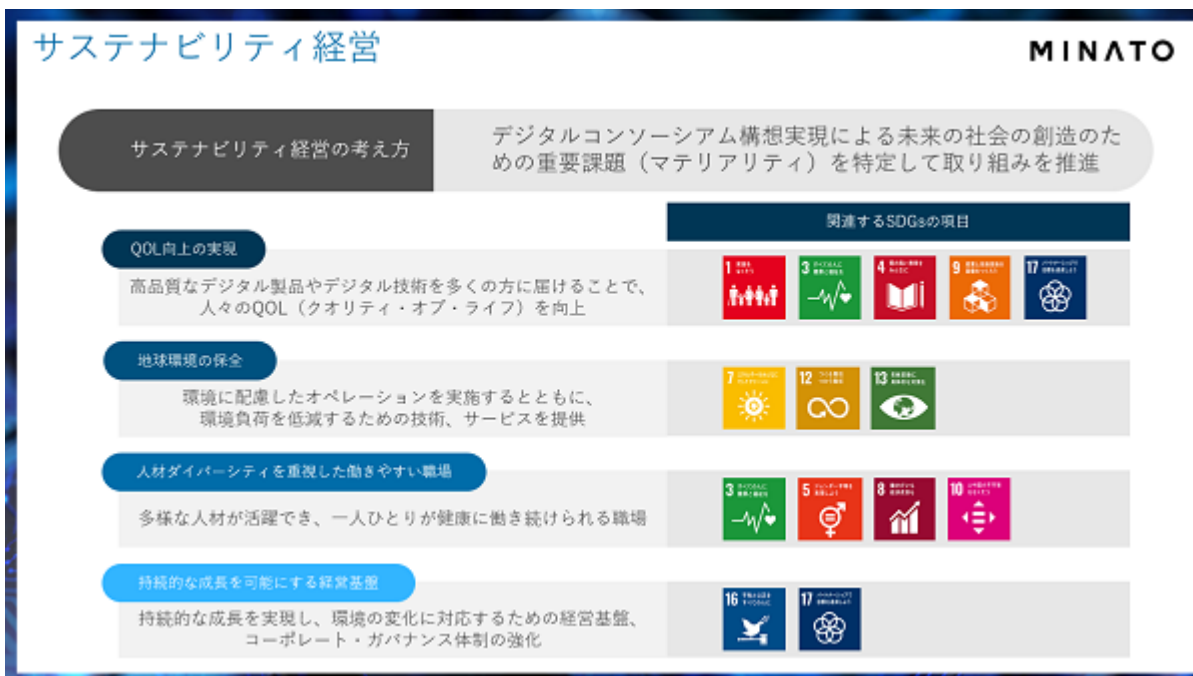 サステナビリティ経営
MINATO
サステナビリティ経営の考え方
デジタルコンソーシアム構想実現による未来の社会の創造のた
めの重要課題（マテリアリティ）を特定して取り組みを推進
関連するSDGsの項目
QOL向上の実現
高品質なデジタル製品やデジタル技術を多くの方に届けることで、
人々のQOL（クオリティ・オブ・ライフ）を向上
1
3
4
9
17
地球環境の保全
環境に配慮したオペレーションを実施するとともに、
環境負荷を低減するための技術、サービスを提供
7
12
13
人材ダイバーシティを重視した働きやすい職場
多様な人材が活躍でき、一人ひとりが健康に働き続けられる職場
3
5
8
10
持続的な成長を可能にする経営基盤
持続的な成長を実現し、環境の変化に対応するための経営基盤、
コーポレート・ガバナンス体制の強化
16
17